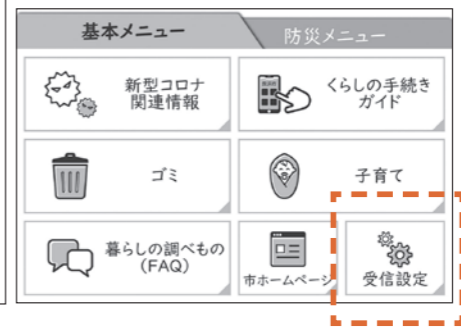 基本メニュー
防災メニュー
新型コロナ
関連情報
くらしの手続き
ガイド
ゴミ
子育て
暮らしの調べもの
(FAQ)
市ホームページ
受信設定